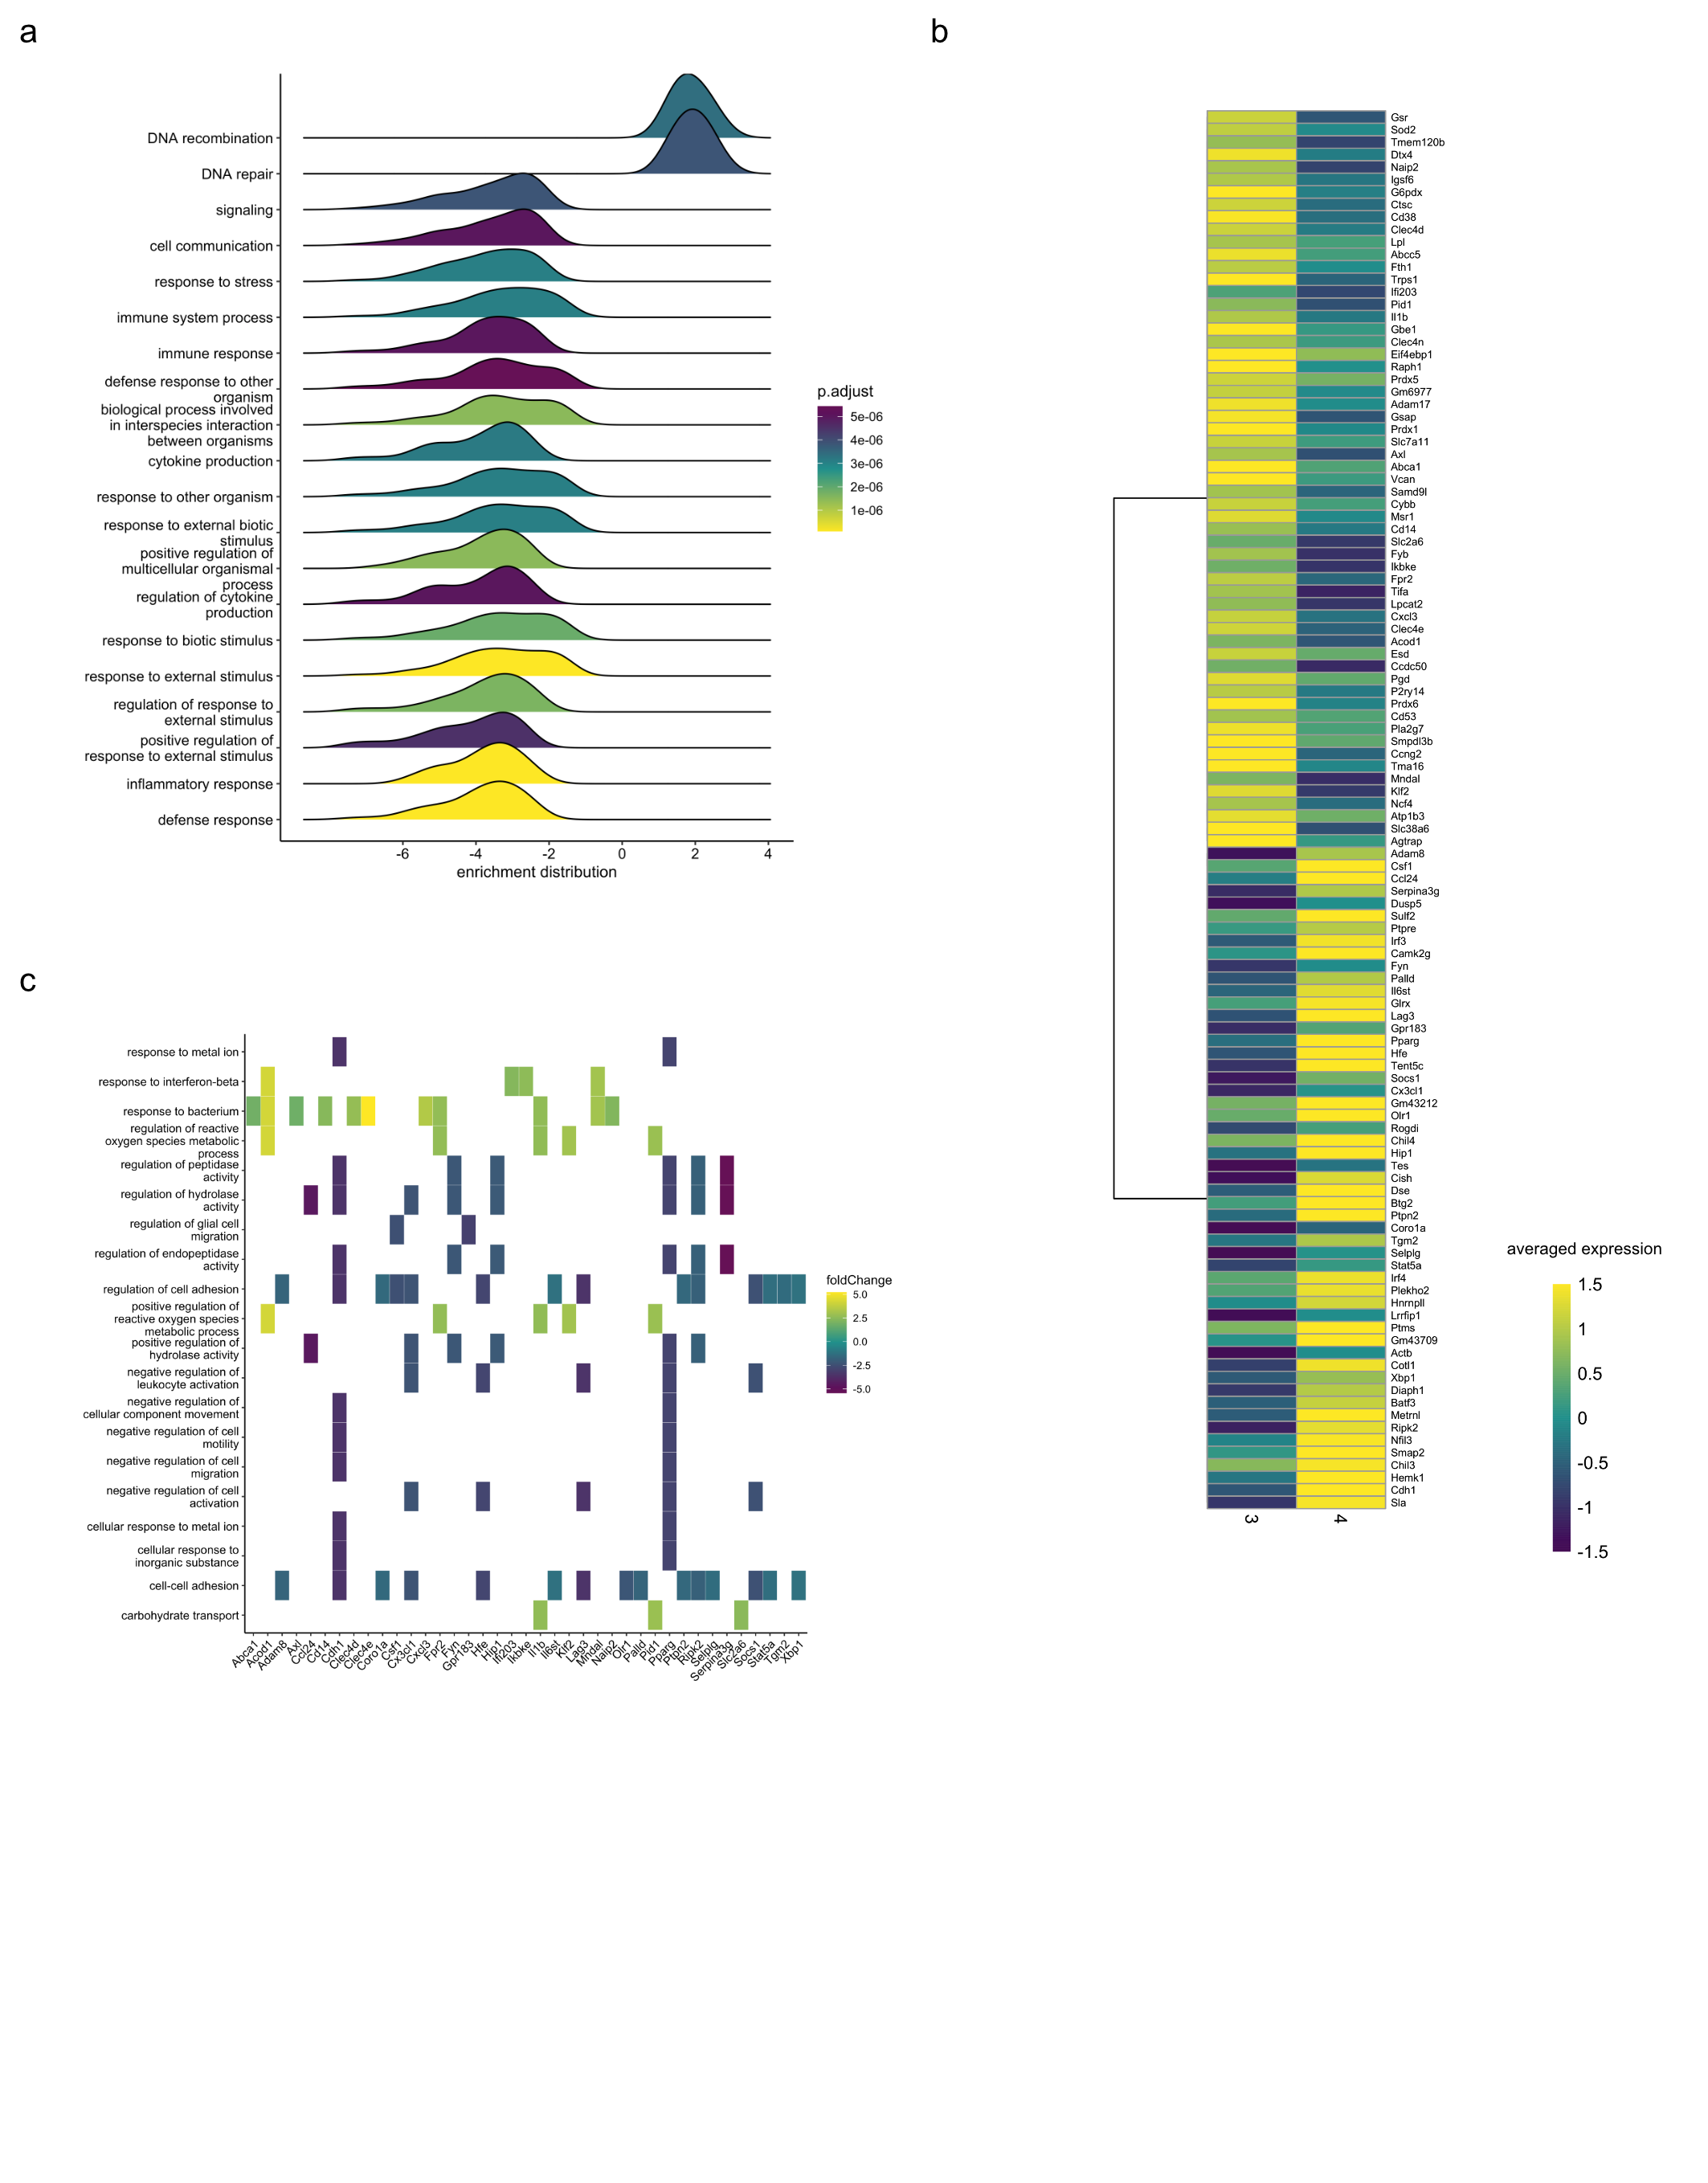 a
DNA recombination
DNA repair
signaling
cell communication
response to stress
immune system process
immune response
defense response to other
organism
biological process involved
in interspecies interaction
between organisms
cytokine production
response to other organism
response to external biotic
stimulus
positive regulation of
multicellular organismal
process
regulation of cytokine
production
response to biotic stimulus
response to external stimulus
regulation of response to
external stimulus
positive regulation of
response to external stimulus
inflammatory response
defense response
-6 -4 -2 0 2 4
enrichment distribution
p.adjust
5e-06
4e-06
3e-06
2e-06
1e-06
b
Gsr
Sod2
Tmem120b
Dtx4
Naip2
Igsf6
G6pdx
Ctsc
Cd38
Clec4d
Lpl
Abcc5
Fth1
Trps1
Ifi203
Pid1
Il1b
Gbe1
Clec4n
Eif4ebp1
Raph1
Prdx5
Gm6977
Adam17
Gsap
Prdx1
Slc7a11
Axl
Abca1
Vcan
Samd9l
Cybb
Msr1
Cd14
Slc2a6
Fyb
Ikbke
Fpr2
Tifa
Lpcat2
Cxcl3
Clec4e
Acod1
Esd
Ccdc50
Pgd
P2ry14
Prdx6
Cd53
Pla2g7
Smpdl3b
Ccng2
Tma16
Mndal
Klf2
Ncf4
Atp1b3
Slc38a6
Agtrap
Adam8
Csf1
Ccl24
Serpina3g
Dusp5
Sulf2
Ptpre
Irf3
Camk2g
Fyn
Palld
Il6st
Glrx
Lag3
Gpr183
Pparg
Hfe
Tent5c
Socs1
Cx3cl1
Gm43212
Olr1
Rogdi
Chil4
Hip1
Tes
Cish
Dse
Btg2
Ptpn2
Coro1a
Tgm2
Selplg
Stat5a
Irf4
Plekho2
Hnrnpll
Lrrfip1
Ptms
Gm43709
Actb
Cotl1
Xbp1
Diaph1
Batf3
Metrnl
Ripk2
Nfil3
Smap2
Chil3
Hemk1
Cdh1
Sla
3 4
averaged expression
1.5
1
0.5
0
-0.5
-1
-1.5
c
response to metal ion
response to interferon-beta
response to bacterium
regulation of reactive
oxygen species metabolic
process
regulation of peptidase
activity
regulation of hydrolase
activity
regulation of glial cell
migration
regulation of endopeptidase
activity
regulation of cell adhesion
positive regulation of
reactive oxygen species
metabolic process
positive regulation of
hydrolase activity
negative regulation of
leukocyte activation
negative regulation of
cellular component movement
negative regulation of cell
motility
negative regulation of cell
migration
negative regulation of cell
activation
cellular response to metal ion
cellular response to
inorganic substance
cell-cell adhesion
carbohydrate transport
Abca1 Acod1 Adam8 Axl Ccl24 Cd14 Cdh1 Clec4d Clec4e Coro1a Csf1 Cx3cl1 Cxcl3 Fpr2 Fyn Gpr183 Hfe Hip1 Ifi203 Ikbke Il1b Il6st Klf2 Lag3 Mndal Naip2 Olr1 Palld Pid1 Pparg Ptpn2 Ripk2 Selplg Serpina3g Slc2a6 Socs1 Stat5a Tgm2 Xbp1
foldChange
5.0
2.5
0.0
-2.5
-5.0